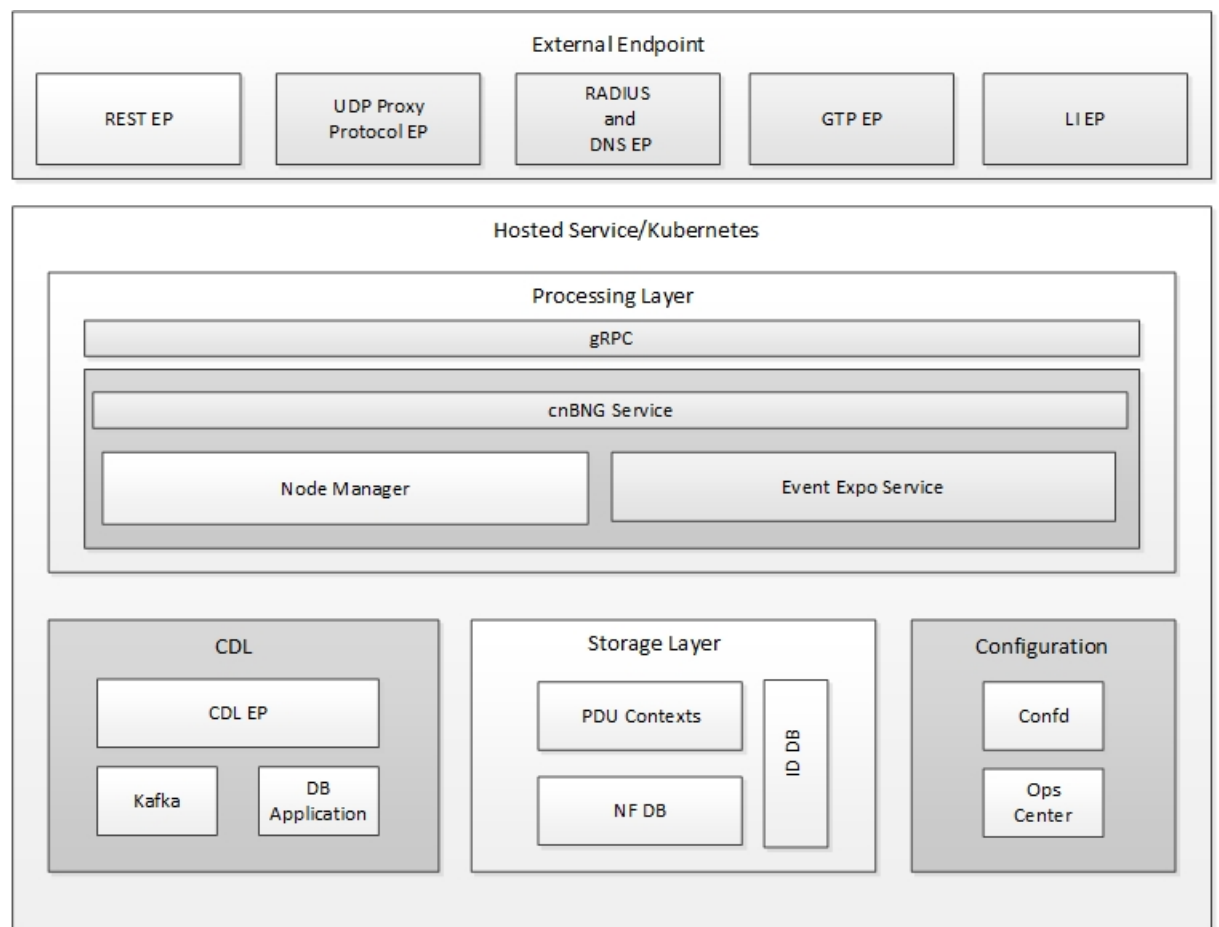 External Endpoint
REST EP
UDP Proxy
Protocol EP
RADIUS
and
DNS EP
GTP EP
LI EP
Hosted Service/Kubernetes
Processing Layer
gRPC
cnBNG Service
Node Manager
Event Expo Service
CDL
CDL EP
Kafka
DB
Application
Storage Layer
PDU Contexts
NF DB
ID DB
Configuration
Confd
Ops
Center